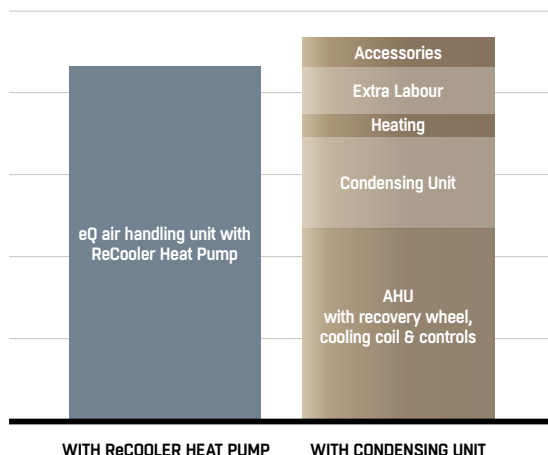 Accessories
Extra Labour
Heating
Condensing Unit
eQ air handling unit with
ReCooler Heat Pump
AHU
with recovery wheel,
cooling coil & controls
WITH ReCOOLER HEAT PUMP
WITH CONDENSING UNIT